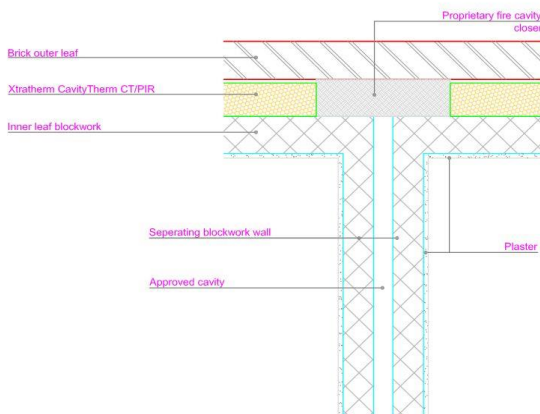 Proprietary fire cavity
closer
Brick outer leaf
Xtratherm CavityTherm CT/PIR
Inner leaf blockwork
Seperating blockwork wall
Plaster
Approved cavity